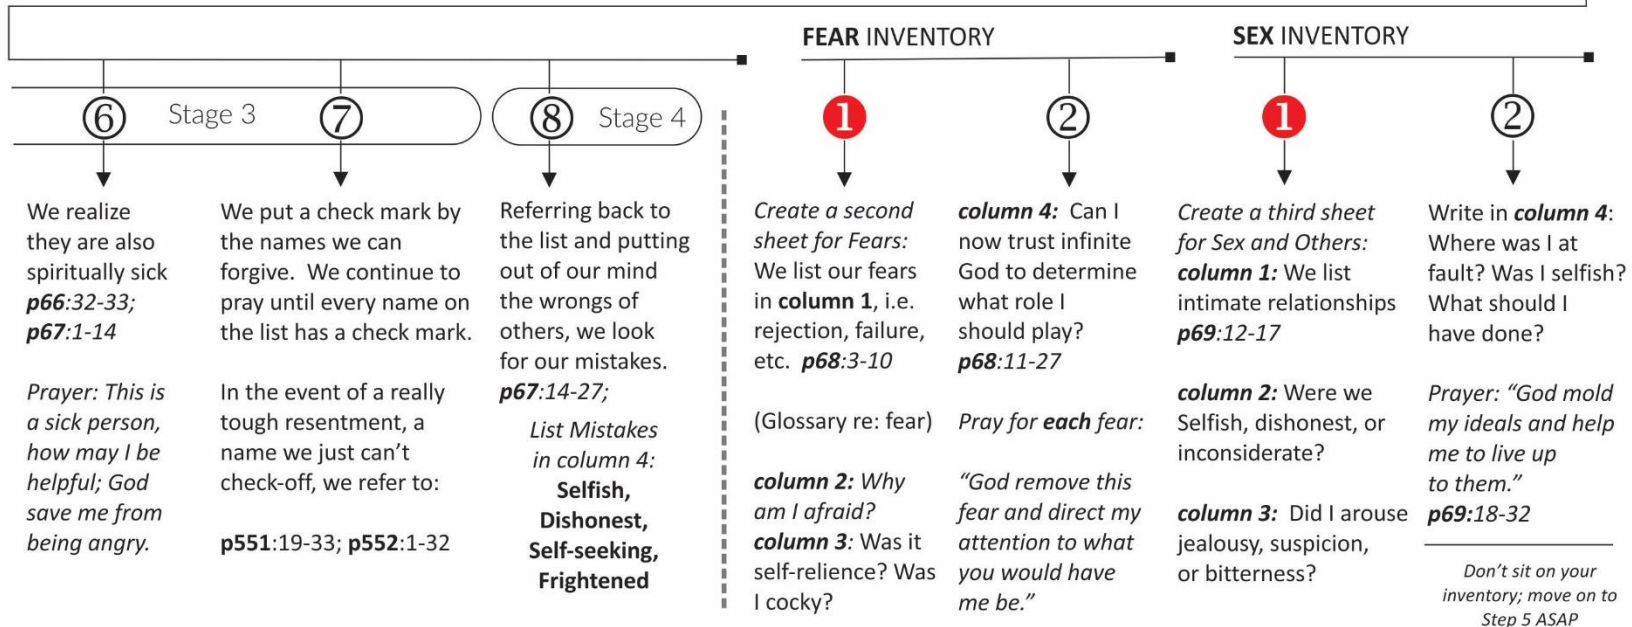 FEAR INVENTORY
SEX INVENTORY
6
Stage 3
7
8
Stage 4
1
2
1
2
We realize
they are also
spiritually sick
p66:32-33;
p67:1-14
Prayer: This is
a sick person,
how may I be
helpful; God
save me from
being angry.
We put a check mark by
the names we can
forgive. We continue to
pray until every name on
the list has a check mark.
In the event of a really
tough resentment, a
name we just can't
check-off, we refer to:
p551:19-33; p552:1-32
Referring back to
the list and putting
out of our mind
the wrongs of
others, we look
for our mistakes.
p67:14-27;
List Mistakes
in column 4:
Selfish,
Dishonest,
Self-seeking,
Frightened
Create a second
sheet for Fears:
We list our fears
in column 1, i.e.
rejection, failure,
etc. p68:3-10
(Glossary re: fear)
column 2: Why
am I afraid?
column 3: Was it
self-relience? Was
I cocky?
column 4: Can I
now trust infinite
God to determine
what role I
should play?
p68:11-27
Pray for each fear:
"God remove this
fear and direct my
attention to what
you would have
me be."
Create a third sheet
for Sex and Others:
column 1: We list
intimate relationships
p69:12-17
column 2: Were we
Selfish, dishonest, or
inconsiderate?
column 3: Did I arouse
jealousy, suspicion,
or bitterness?
Write in column 4:
Where was I at
fault? Was I selfish?
What should I
have done?
Prayer: "God mold
my ideals and help
me to live up
to them."
p69:18-32
Don't sit on your
inventory; move on to
Step 5 ASAP